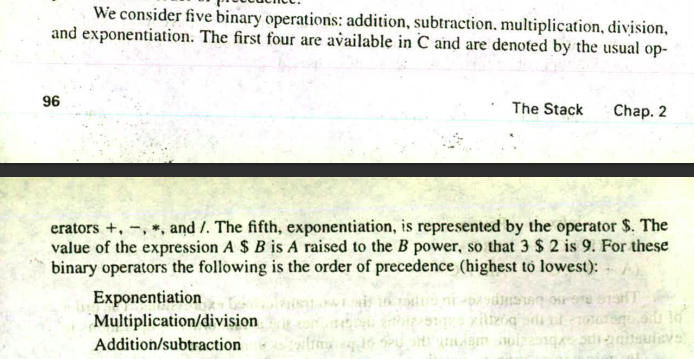 We consider five binary operations: addition, subtraction, multiplication, division,
and exponentiation. The first four are available in C and are denoted by the usual op-
96 The Stack Chap. 2
erators +, −, *, and /. The fifth, exponentiation, is represented by the operator $. The
value of the expression A $ B is A raised to the B power, so that 3 $ 2 is 9. For these
binary operators the following is the order of precedence (highest to lowest):
Exponentiation
Multiplication/division
Addition/subtraction